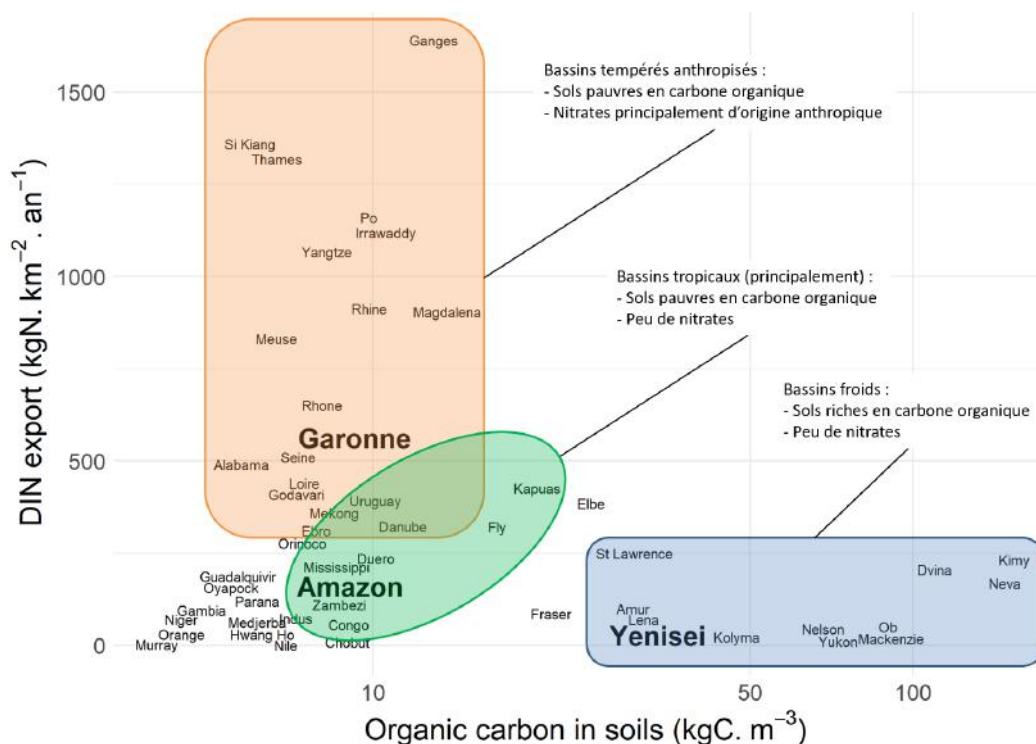 Ganges
Bassins tempérés anthropisés :
- Sols pauvres en carbone organique
- Nitrates principalement d'origine anthropique
1500
Si Kiang
Thames
Po
Irrawaddy
Yangtze
Bassins tropicaux (principalement) :
- Sols pauvres en carbone organique
- Peu de nitrates
1000
Rhine
Magdalena
Meuse
Bassins froids :
- Sols riches en carbone organique
- Peu de nitrates
Rhone
Garonne
Seine
Alabama
500
Loire
Godavari
Uruguay
Kapuas
Elbe
Mekong
Ebro
Danube
Fly
Orinoco
Duero
St Lawrence
Kimy
Mississippi
Dvina
Guadalquivir
Oyapock
Amazon
Neva
Parana
Zambezi
Gambia
Niger
Medjerba
Indus
Congo
Fraser
Amur
Lena
Orange
Hwang Ho
Yenisei
Kolyma
Nelson
Ob
Yukon
Mackenzie
Murray
Nile
Chobut
0
10
50
100
DIN export (kgN. km⁻². an⁻¹)
Organic carbon in soils (kgC. m⁻³)